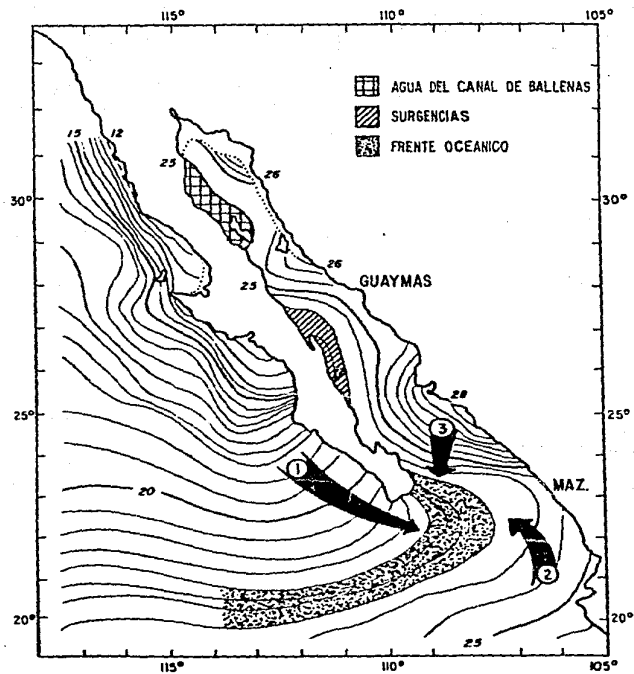 115° 110° 105°
AGUA DEL CANAL DE BALLENAS
SURGENCIAS
FRENTE OCEANICO
15 12
25
26
30° 30°
26
GUAYMAS
25
28
25° 25°
3
1
MAZ.
20
2
25
20° 20°
115° 110° 105°